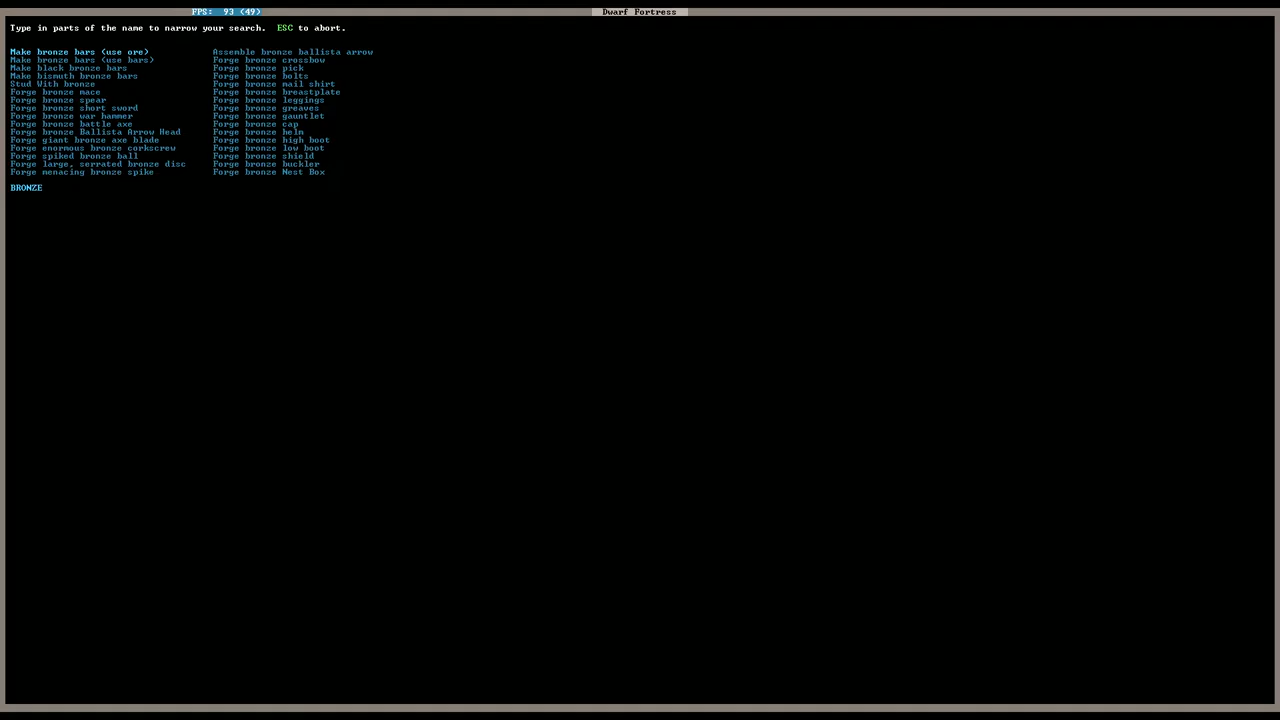 FPS: 93 (49)
Dwarf Fortress
Type in parts of the name to narrow your search. ESC to abort.
Make bronze bars (use ore)
Make bronze bars (use bars)
Make black bronze bars
Make bismuth bronze bars
Stud With bronze
Forge bronze mace
Forge bronze spear
Forge bronze short sword
Forge bronze war hammer
Forge bronze battle axe
Forge bronze Ballista Arrow Head
Forge giant bronze axe blade
Forge enormous bronze corkscrew
Forge spiked bronze ball
Forge large, serrated bronze disc
Forge menacing bronze spike
Assemble bronze ballista arrow
Forge bronze crossbow
Forge bronze pick
Forge bronze bolts
Forge bronze mail shirt
Forge bronze breastplate
Forge bronze leggings
Forge bronze greaves
Forge bronze gauntlet
Forge bronze cap
Forge bronze helm
Forge bronze high boot
Forge bronze low boot
Forge bronze shield
Forge bronze buckler
Forge bronze Nest Box
BRONZE